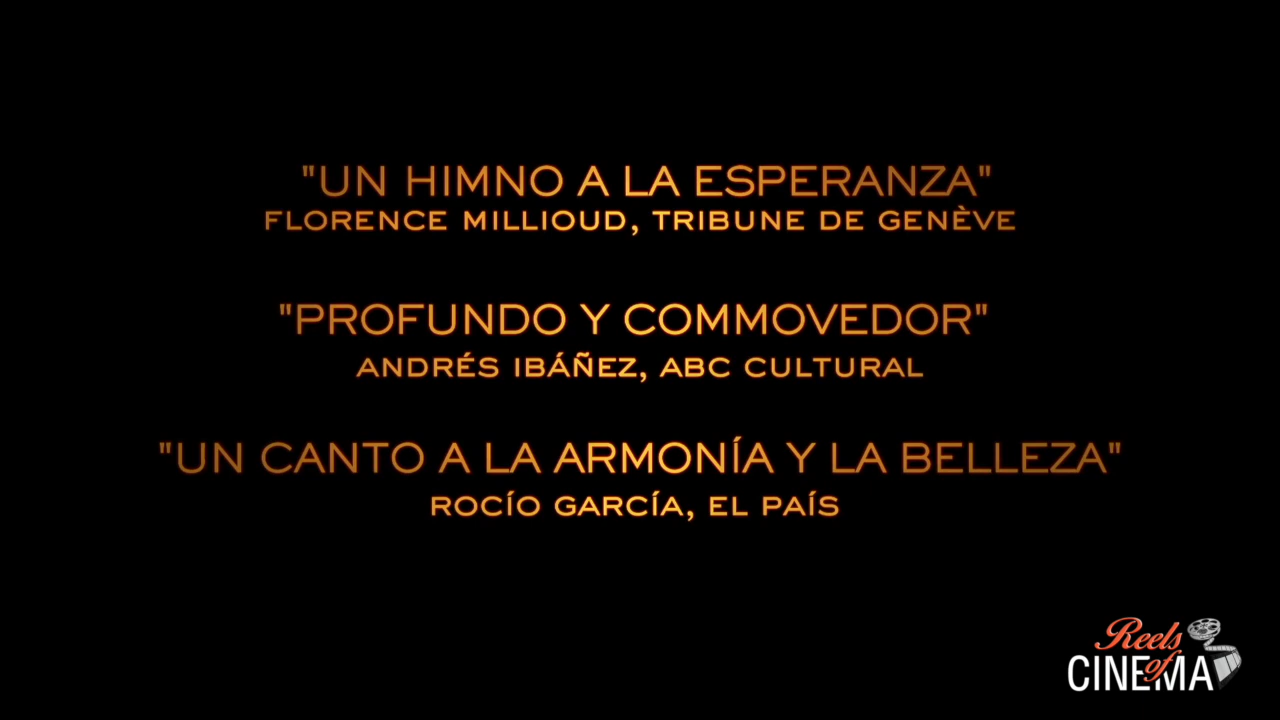 "UN HIMNO A LA ESPERANZA"
FLORENCE MILLIOUD, TRIBUNE DE GENÈVE
"PROFUNDO Y COMMOVEDOR"
ANDRÉS IBÁÑEZ, ABC CULTURAL
"UN CANTO A LA ARMONÍA Y LA BELLEZA"
ROCÍO GARCÍA, EL PAÍS
Reels
of
CINEMA